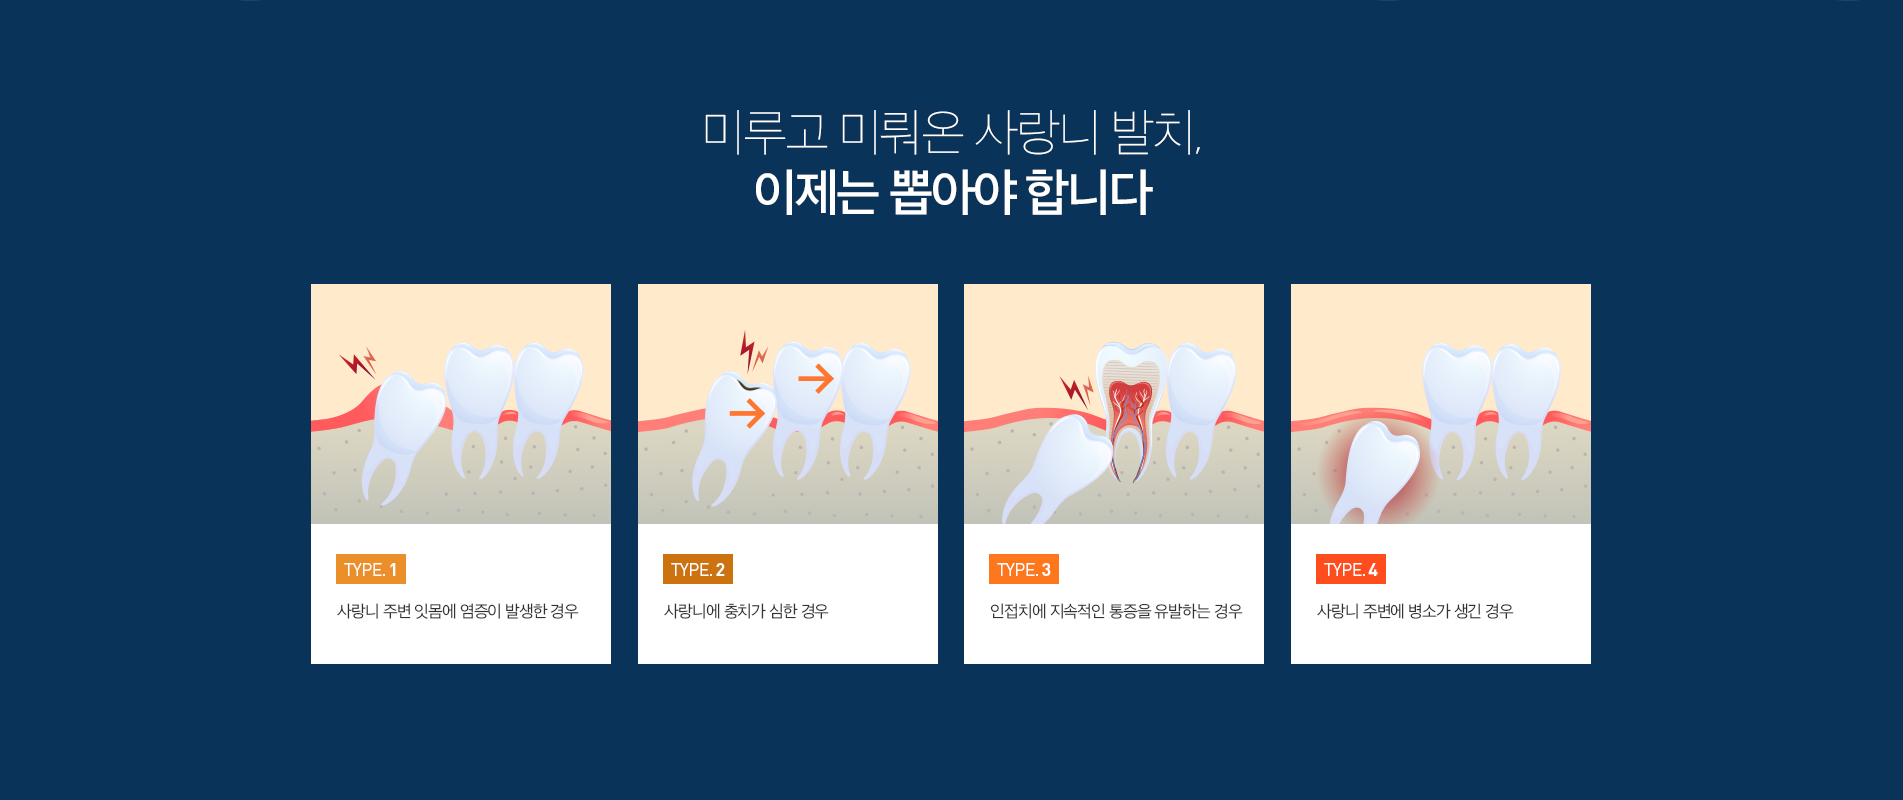 미루고 미뤄온 사랑니 발치,
이제는 뽑아야 합니다
TYPE. 1
사랑니 주변 잇몸에 염증이 발생한 경우
TYPE. 2
사랑니에 충치가 심한 경우
TYPE. 3
인접치에 지속적인 통증을 유발하는 경우
TYPE. 4
사랑니 주변에 병소가 생긴 경우